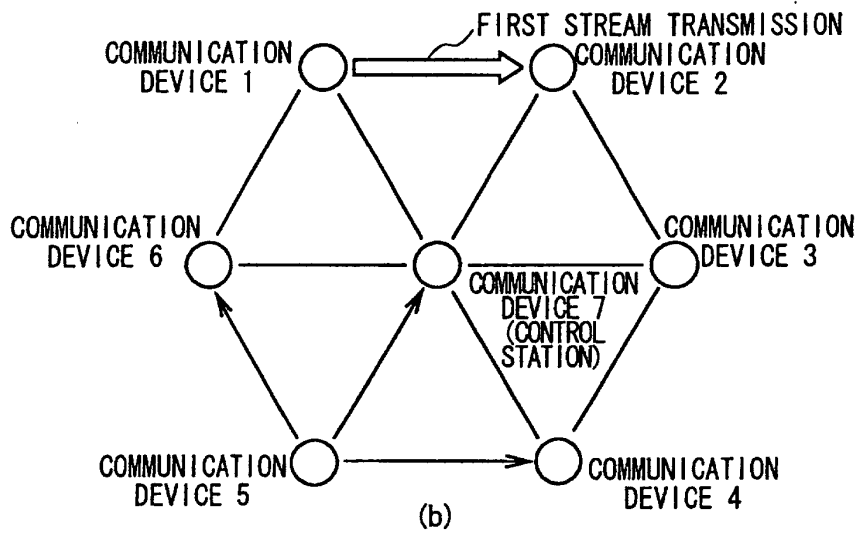 FIRST STREAM TRANSMISSION
COMMUNICATION
DEVICE 1
COMMUNICATION
DEVICE 2
COMMUNICATION
DEVICE 6
COMMUNICATION
DEVICE 3
COMMUNICATION
DEVICE 7
(CONTROL
STATION)
COMMUNICATION
DEVICE 5
COMMUNICATION
DEVICE 4
(b)